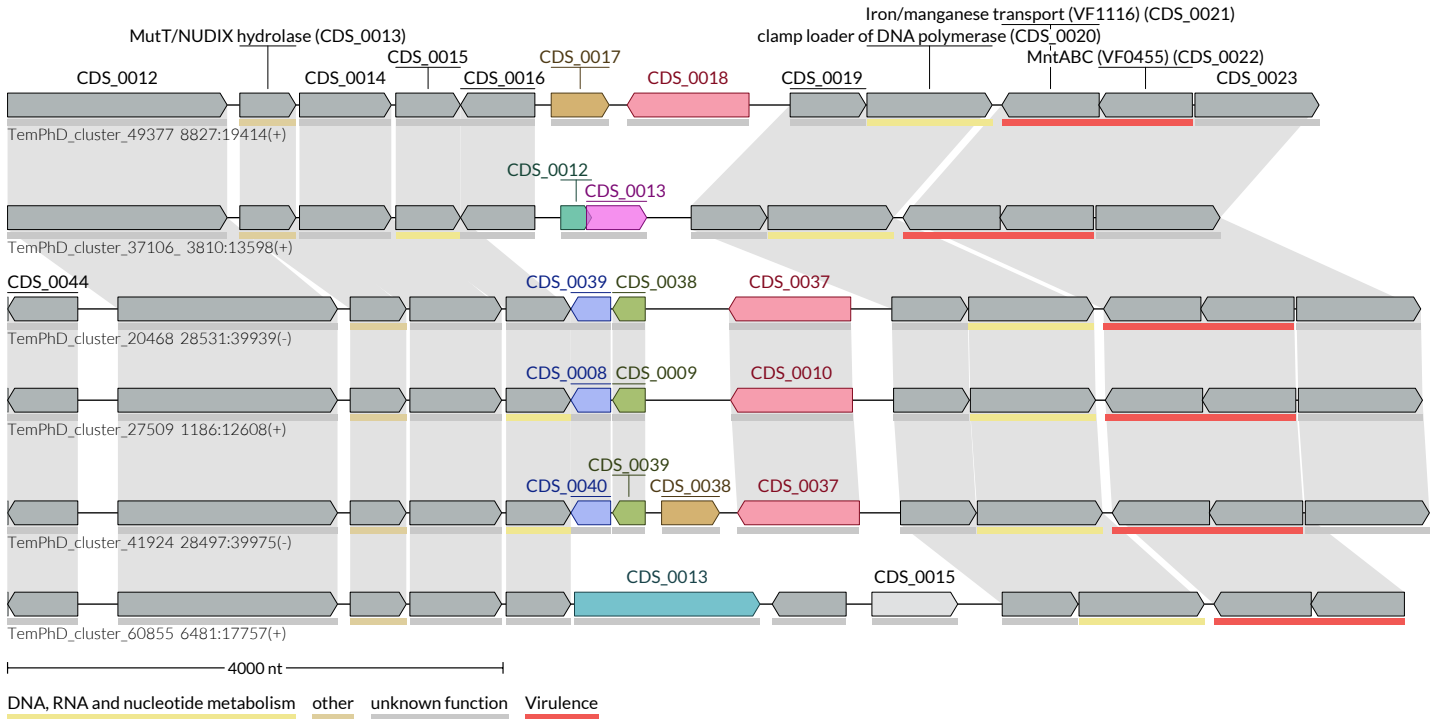 Iron/manganese transport (VF1116) (CDS_0021)
MutT/NUDIX hydrolase (CDS_0013) clamp loader of DNA polymerase (CDS_0020)
CDS_0015 CDS_0017 MntABC (VF0455) (CDS_0022)
CDS_0012 CDS_0014 CDS_0016 CDS_0018 CDS_0019 CDS_0023
TemPhD_cluster_49377 8827:19414(+)
CDS_0012
CDS_0013
TemPhD_cluster_37106_ 3810:13598(+)
CDS_0044 CDS_0039 CDS_0038 CDS_0037
TemPhD_cluster_20468 28531:39939(-)
CDS_0008 CDS_0009 CDS_0010
TemPhD_cluster_27509 1186:12608(+)
CDS_0039
CDS_0040 CDS_0038 CDS_0037
TemPhD_cluster_41924 28497:39975(-)
CDS_0013 CDS_0015
TemPhD_cluster_60855 6481:17757(+)
4000 nt
DNA, RNA and nucleotide metabolism other unknown function Virulence